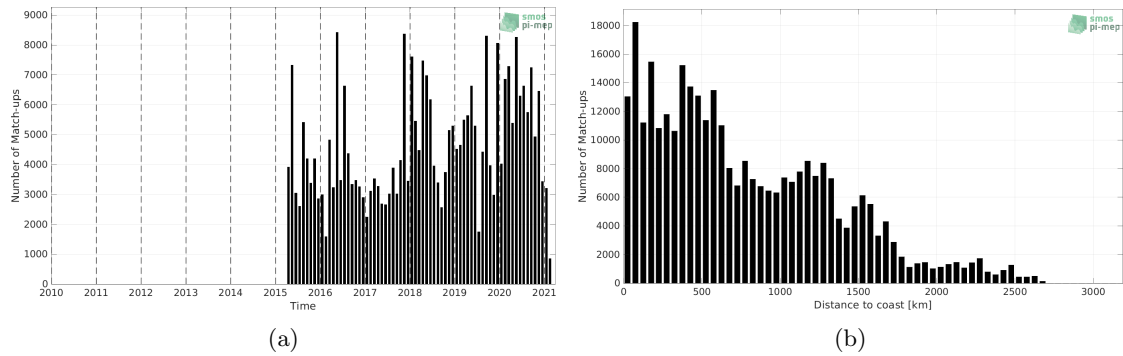 9000
8000
7000
6000
5000
4000
3000
2000
1000
0
Number of Match-ups
2010 2011 2012 2013 2014 2015 2016 2017 2018 2019 2020 2021
Time
smos
pi-mep
(a)
18000
16000
14000
12000
10000
8000
6000
4000
2000
0
Number of Match-ups
0 500 1000 1500 2000 2500 3000
Distance to coast [km]
smos
pi-mep
(b)